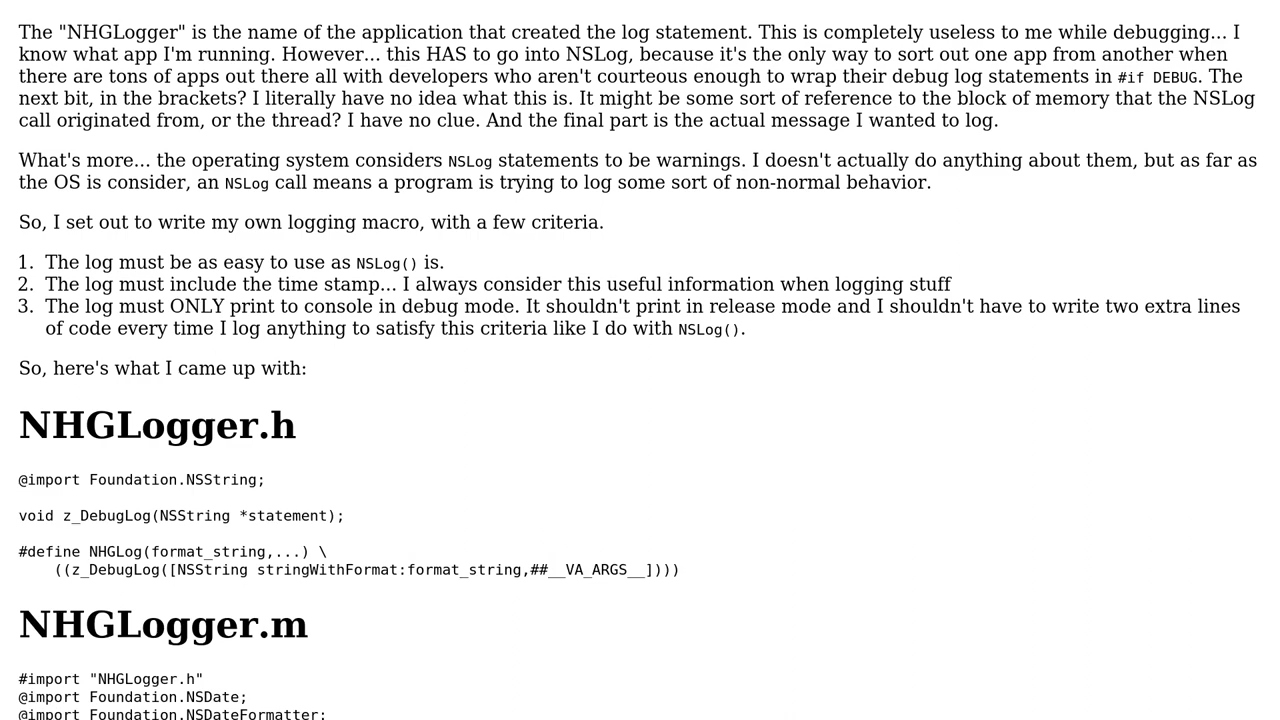 The "NHGLogger" is the name of the application that created the log statement. This is completely useless to me while debugging... I
know what app I'm running. However... this HAS to go into NSLog, because it's the only way to sort out one app from another when
there are tons of apps out there all with developers who aren't courteous enough to wrap their debug log statements in #if DEBUG. The
next bit, in the brackets? I literally have no idea what this is. It might be some sort of reference to the block of memory that the NSLog
call originated from, or the thread? I have no clue. And the final part is the actual message I wanted to log.
What's more... the operating system considers NSLog statements to be warnings. I doesn't actually do anything about them, but as far as
the OS is consider, an NSLog call means a program is trying to log some sort of non-normal behavior.
So, I set out to write my own logging macro, with a few criteria.
1. The log must be as easy to use as NSLog() is.
2. The log must include the time stamp... I always consider this useful information when logging stuff
3. The log must ONLY print to console in debug mode. It shouldn't print in release mode and I shouldn't have to write two extra lines
of code every time I log anything to satisfy this criteria like I do with NSLog().
So, here's what I came up with:
NHGLogger.h
@import Foundation.NSString;
void z_DebugLog(NSString *statement);
#define NHGLog(format_string,...) \
((z_DebugLog([NSString stringWithFormat:format_string,##__VA_ARGS__])))
NHGLogger.m
#import "NHGLogger.h"
@import Foundation.NSDate;
@import Foundation.NSDateFormatter;